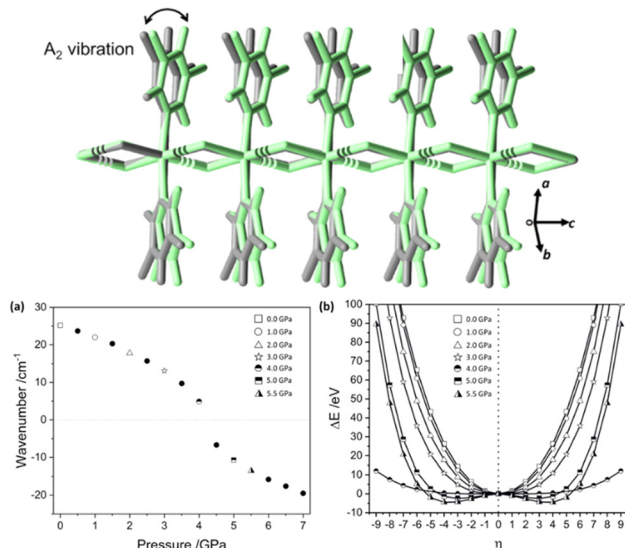 A₂ vibration
a
c
b
(a)
0.0 GPa
1.0 GPa
2.0 GPa
3.0 GPa
4.0 GPa
5.0 GPa
5.5 GPa
30
20
10
0
-10
-20
Wavenumber /cm⁻¹
0 1 2 3 4 5 6 7
Pressure /GPa
(b)
0.0 GPa
1.0 GPa
2.0 GPa
3.0 GPa
4.0 GPa
5.0 GPa
5.5 GPa
100
90
80
70
60
50
40
30
20
10
0
-10
ΔE /eV
-9 -8 -7 -6 -5 -4 -3 -2 -1 0 1 2 3 4 5 6 7 8 9
η